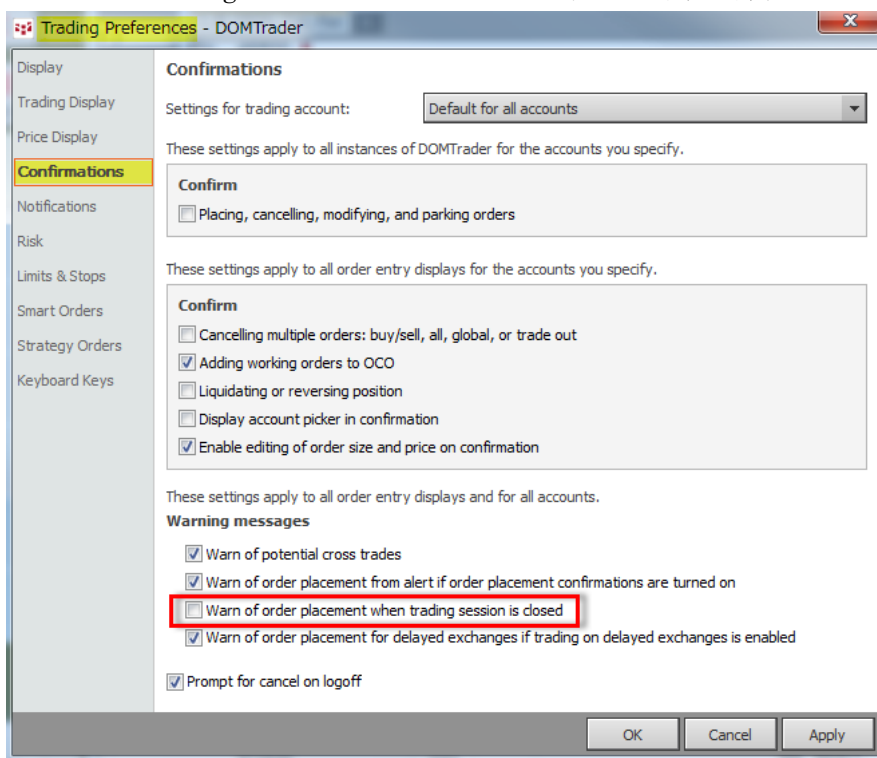 Trading Preferences - DOMTrader
Display
Trading Display
Price Display
Confirmations
Notifications
Risk
Limits & Stops
Smart Orders
Strategy Orders
Keyboard Keys
Confirmations
Settings for trading account: Default for all accounts
These settings apply to all instances of DOMTrader for the accounts you specify.
Confirm
Placing, cancelling, modifying, and parking orders
These settings apply to all order entry displays for the accounts you specify.
Confirm
Cancelling multiple orders: buy/sell, all, global, or trade out
Adding working orders to OCO
Liquidating or reversing position
Display account picker in confirmation
Enable editing of order size and price on confirmation
These settings apply to all order entry displays and for all accounts.
Warning messages
Warn of potential cross trades
Warn of order placement from alert if order placement confirmations are turned on
Warn of order placement when trading session is closed
Warn of order placement for delayed exchanges if trading on delayed exchanges is enabled
Prompt for cancel on logoff
OK Cancel Apply